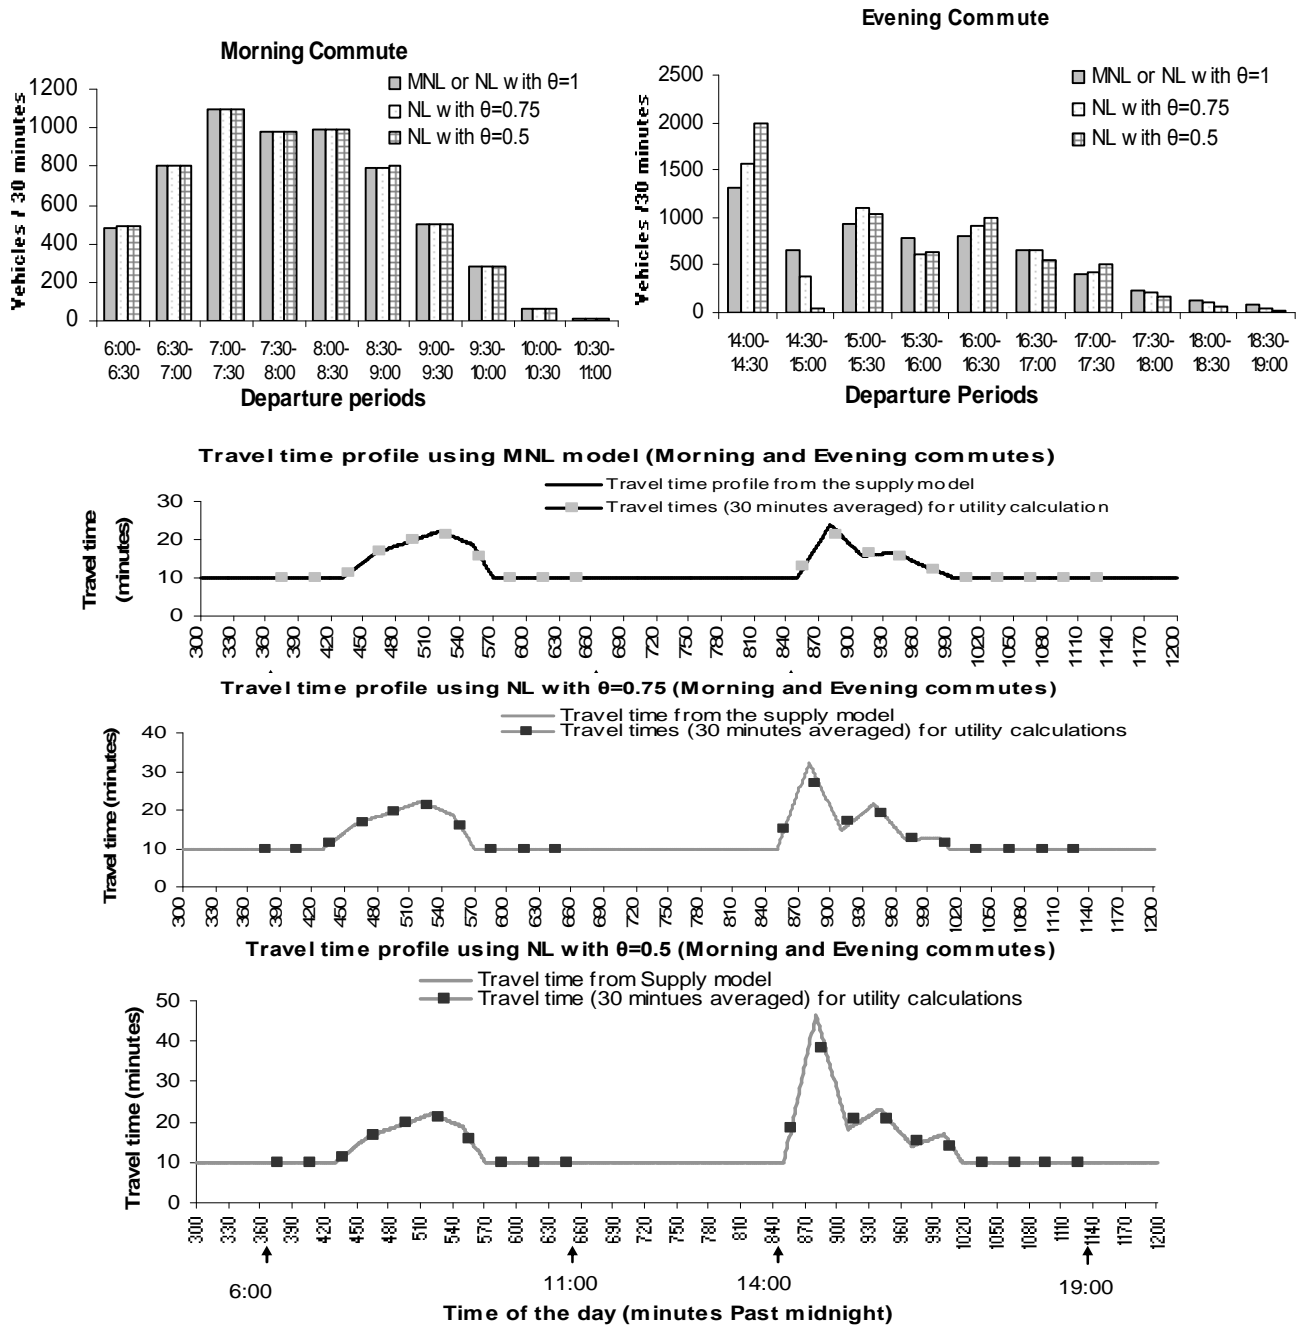 Evening Commute
Morning Commute
MNL or NL with θ=1
NL with θ=0.75
NL with θ=0.5
Vehicles / 30 minutes
1200
1000
800
600
400
200
0
6:00-6:30
6:30-7:00
7:00-7:30
7:30-8:00
8:00-8:30
8:30-9:00
9:00-9:30
9:30-10:00
10:00-10:30
10:30-11:00
Departure periods
MNL or NL with θ=1
NL with θ=0.75
NL with θ=0.5
Vehicles /30 minutes
2500
2000
1500
1000
500
0
14:00-14:30
14:30-15:00
15:00-15:30
15:30-16:00
16:00-16:30
16:30-17:00
17:00-17:30
17:30-18:00
18:00-18:30
18:30-19:00
Departure Periods
Travel time profile using MNL model (Morning and Evening commutes)
Travel time profile from the supply model
Travel times (30 minutes averaged) for utility calculation
Travel time
(minutes)
30
20
10
0
300 330 360 390 420 450 480 510 540 570 600 630 660 690 720 750 780 810 840 870 900 930 960 990 1020 1050 1080 1110 1140 1170 1200
Travel time profile using NL with θ=0.75 (Morning and Evening commutes)
Travel time from the supply model
Travel times (30 minutes averaged) for utility calculations
Travel time (minutes)
40
30
20
10
0
300 330 360 390 420 450 480 510 540 570 600 630 660 690 720 750 780 810 840 870 900 930 960 990 1020 1050 1080 1110 1140 1170 1200
Travel time profile using NL with θ=0.5 (Morning and Evening commutes)
Travel time from Supply model
Travel time (30 mintues averaged) for utility calculations
Travel time (minutes)
50
40
30
20
10
0
300 330 360 390 420 450 480 510 540 570 600 630 660 690 720 750 780 810 840 870 900 930 960 990 1020 1050 1080 1110 1140 1170 1200
6:00
11:00
14:00
19:00
Time of the day (minutes Past midnight)